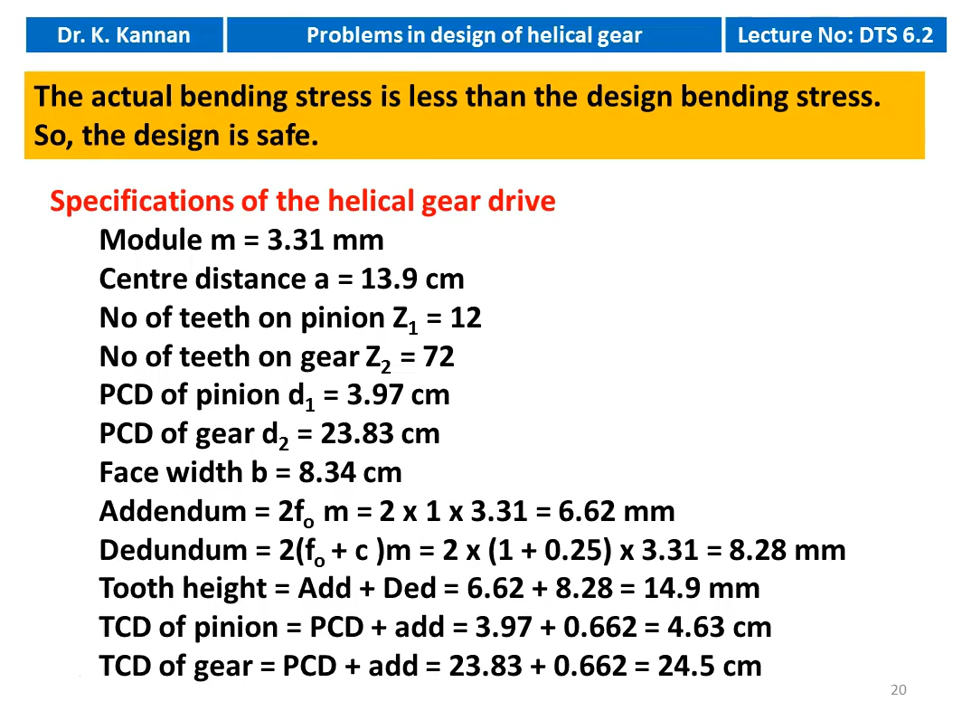 Dr. K. Kannan
Problems in design of helical gear
Lecture No: DTS 6.2
The actual bending stress is less than the design bending stress.
So, the design is safe.
Specifications of the helical gear drive
Module m = 3.31 mm
Centre distance a = 13.9 cm
No of teeth on pinion Z₁ = 12
No of teeth on gear Z₂ = 72
PCD of pinion d₁ = 3.97 cm
PCD of gear d₂ = 23.83 cm
Face width b = 8.34 cm
Addendum = 2fₒ m = 2 x 1 x 3.31 = 6.62 mm
Dedundum = 2(fₒ + c )m = 2 x (1 + 0.25) x 3.31 = 8.28 mm
Tooth height = Add + Ded = 6.62 + 8.28 = 14.9 mm
TCD of pinion = PCD + add = 3.97 + 0.662 = 4.63 cm
TCD of gear = PCD + add = 23.83 + 0.662 = 24.5 cm
20